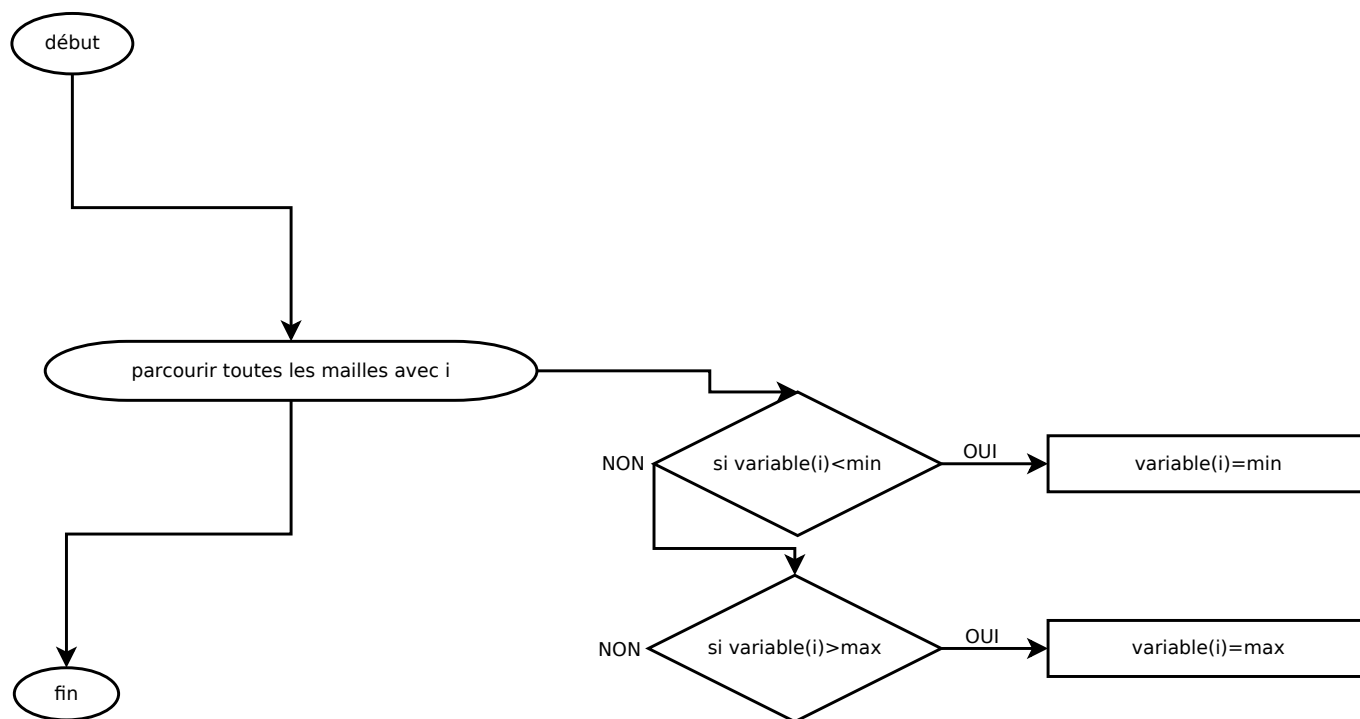 début
parcourir toutes les mailles avec i
NON
si variable(i)<min
OUI
variable(i)=min
NON
si variable(i)>max
OUI
variable(i)=max
fin